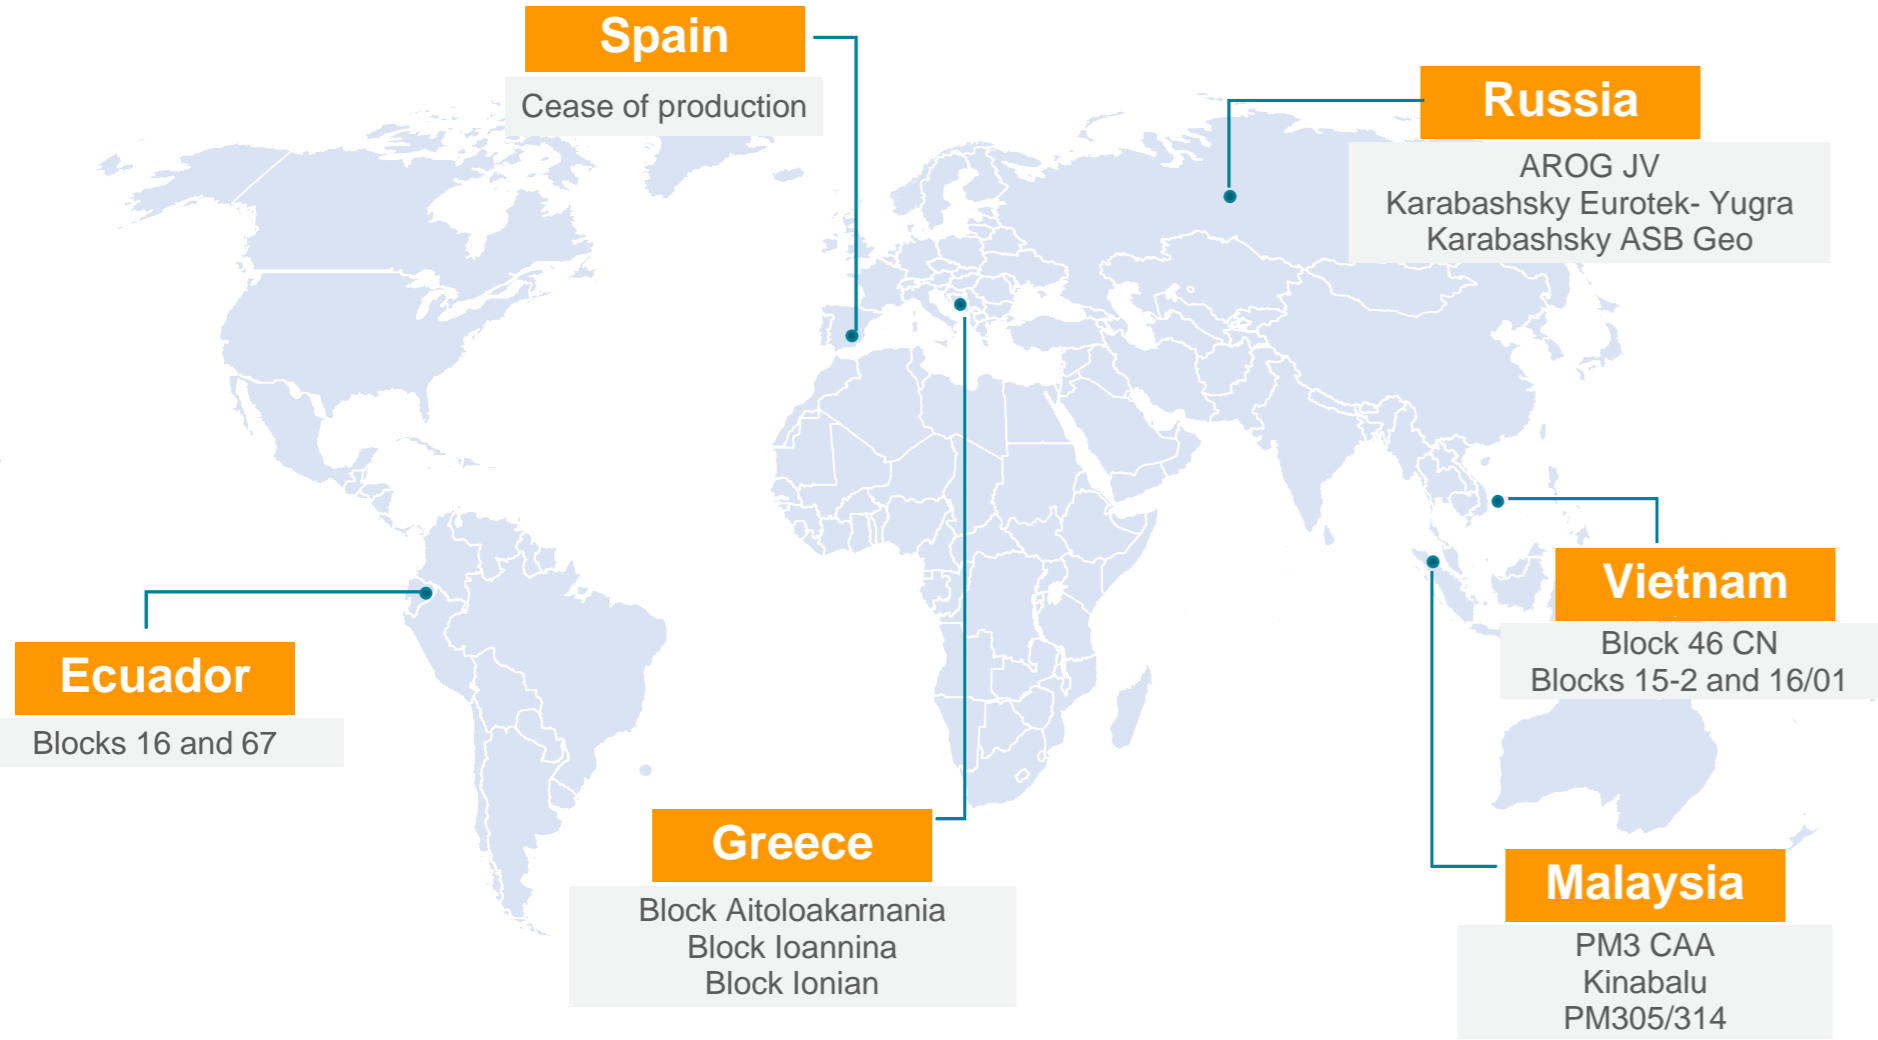 Spain
Cease of production
Russia
AROG JV
Karabashsky Eurotek- Yugra
Karabashsky ASB Geo
Vietnam
Block 46 CN
Blocks 15-2 and 16/01
Ecuador
Blocks 16 and 67
Greece
Block Aitoloakarnania
Block Ioannina
Block Ionian
Malaysia
PM3 CAA
Kinabalu
PM305/314